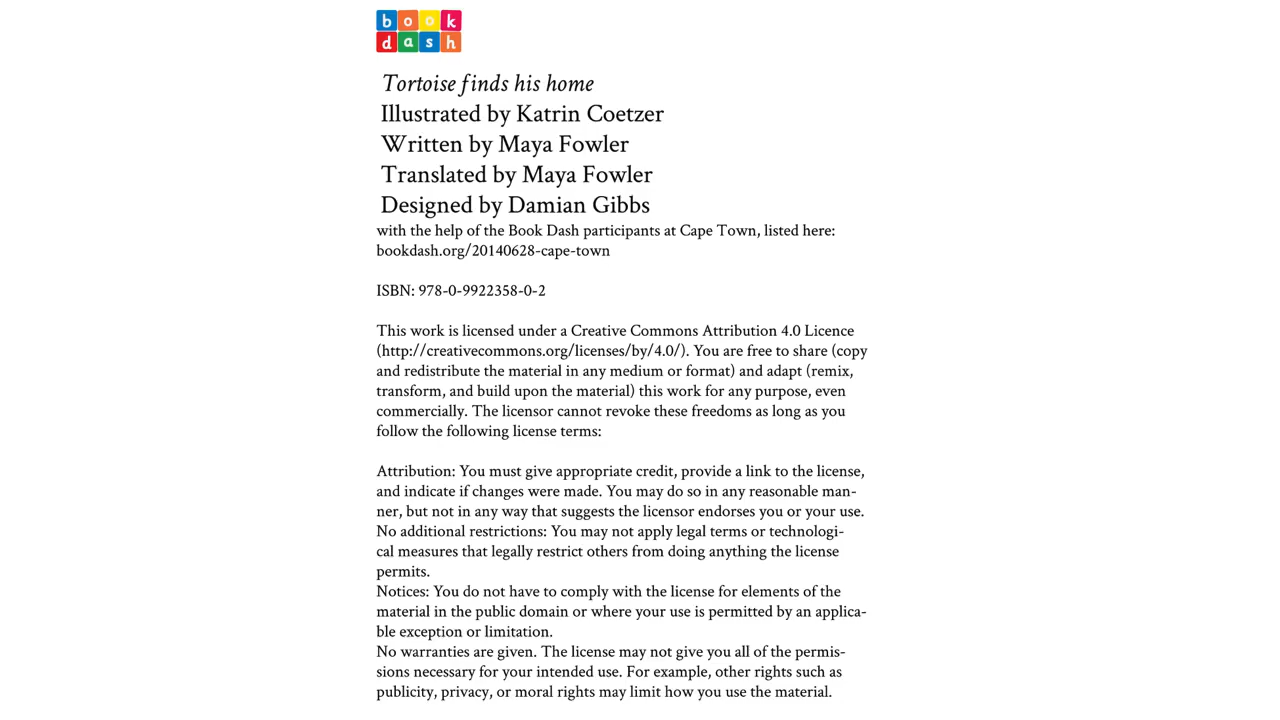 book
dash
Tortoise finds his home
Illustrated by Katrin Coetzer
Written by Maya Fowler
Translated by Maya Fowler
Designed by Damian Gibbs
with the help of the Book Dash participants at Cape Town, listed here:
bookdash.org/20140628-cape-town
ISBN: 978-0-9922358-0-2
This work is licensed under a Creative Commons Attribution 4.0 Licence
(http://creativecommons.org/licenses/by/4.0/). You are free to share (copy
and redistribute the material in any medium or format) and adapt (remix,
transform, and build upon the material) this work for any purpose, even
commercially. The licensor cannot revoke these freedoms as long as you
follow the following license terms:
Attribution: You must give appropriate credit, provide a link to the license,
and indicate if changes were made. You may do so in any reasonable man-
ner, but not in any way that suggests the licensor endorses you or your use.
No additional restrictions: You may not apply legal terms or technologi-
cal measures that legally restrict others from doing anything the license
permits.
Notices: You do not have to comply with the license for elements of the
material in the public domain or where your use is permitted by an applica-
ble exception or limitation.
No warranties are given. The license may not give you all of the permis-
sions necessary for your intended use. For example, other rights such as
publicity, privacy, or moral rights may limit how you use the material.